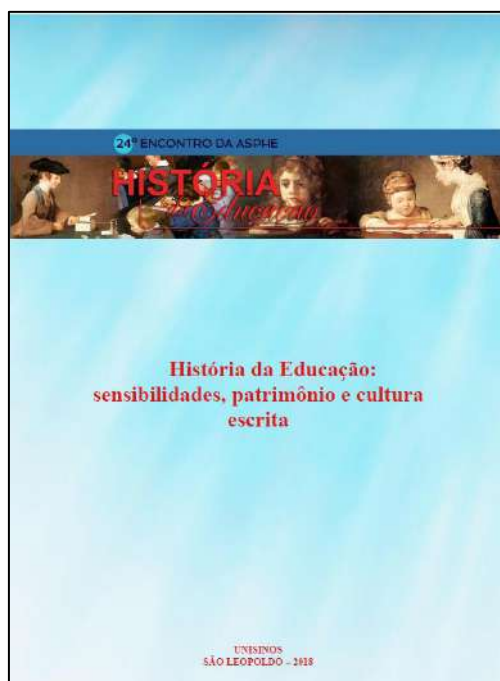 24º ENCONTRO DA ASPHE
HISTÓRIA
da Educação
História da Educação:
sensibilidades, patrimônio e cultura
escrita
UNISINOS
SÃO LEOPOLDO – 2018